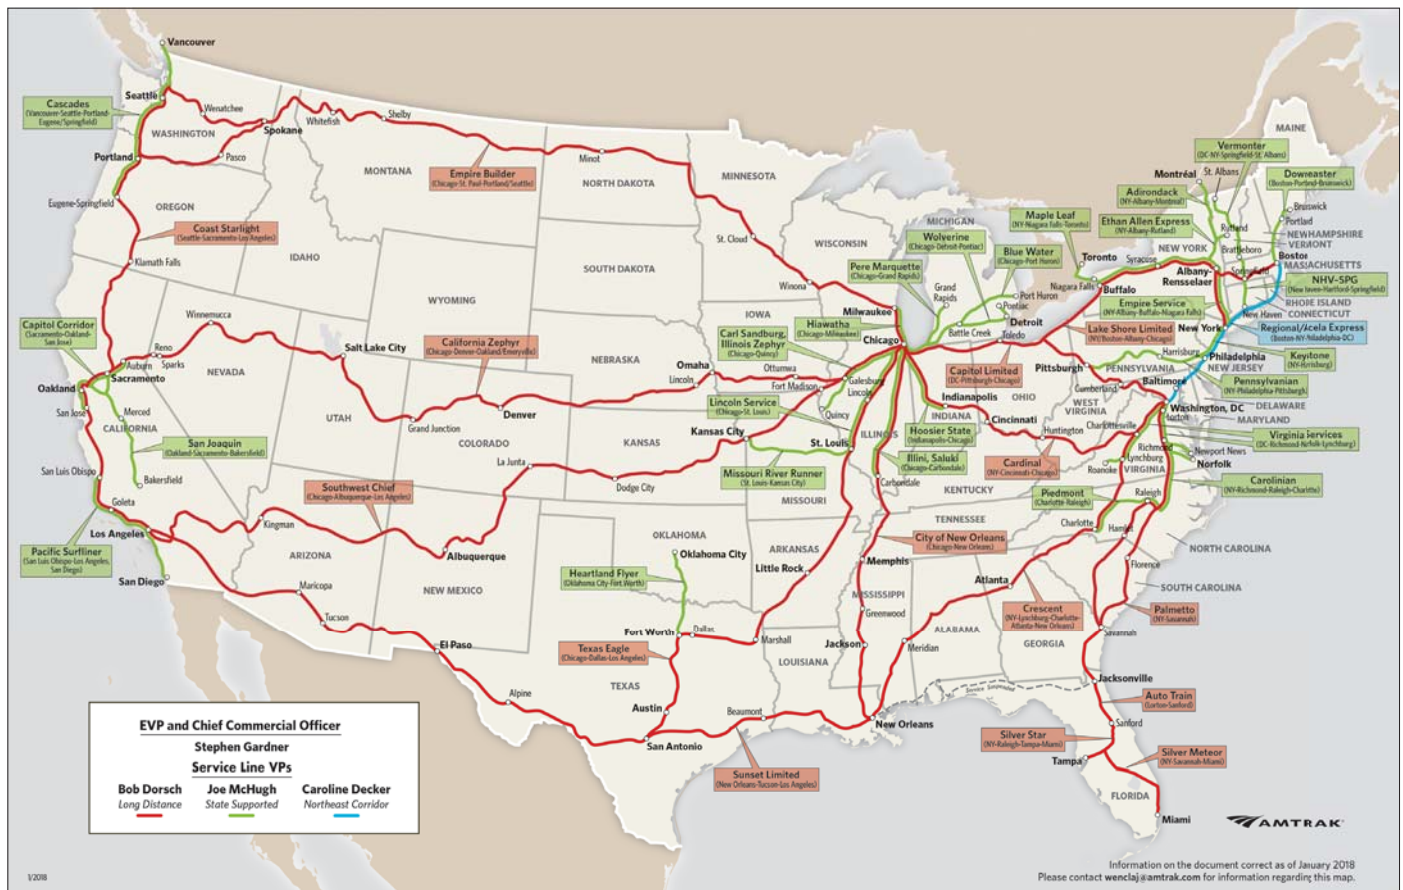 Vancouver
Seattle
Cascades
(Vancouver-Seattle-Portland-
Eugene/Springfield)
Wenatchee
WASHINGTON
Spokane
Whitefish
Shelby
Portland
Pasco
MONTANA
Empire Builder
(Chicago-St. Paul-Portland/Seattle)
Minot
NORTH DAKOTA
MINNESOTA
Eugene-Springfield
OREGON
Coast Starlight
(Seattle-Sacramento-Los Angeles)
Klamath Falls
IDAHO
WYOMING
SOUTH DAKOTA
St. Cloud
Winona
WISCONSIN
MICHIGAN
Wolverine
(Chicago-Detroit-Pontiac)
Blue Water
(Chicago-Port Huron)
Pere Marquette
(Chicago-Grand Rapids)
Maple Leaf
(NY-Niagara Falls-Toronto)
Vermonter
(DC-NY-Springfield-St. Albans)
MAINE
Montréal
St. Albans
Downeaster
(Boston-Portland-Brunswick)
Adirondack
(NY-Albany-Montreal)
Ethan Allen Express
(NY-Albany-Rutland)
Brunswick
Portland
Rutland
NEW HAMPSHIRE
VERMONT
Brattleboro
Boston
MASSACHUSETTS
NEW YORK
Toronto
Syracuse
Niagara Falls
Buffalo
Albany-
Rensselaer
Springfield
NHV-SPG
(New Haven-Hartford-Springfield)
RHODE ISLAND
CONNECTICUT
New Haven
Empire Service
(NY-Albany-Buffalo-Niagara Falls)
New York
Regional/Acela Express
(Boston-NY-Philadelphia-DC)
Lake Shore Limited
(NY/Boston-Albany-Chicago)
Grand
Rapids
Port Huron
Pontiac
Detroit
Battle Creek
Toledo
Milwaukee
Hiawatha
(Chicago-Milwaukee)
Chicago
Carl Sandburg,
Illinois Zephyr
(Chicago-Quincy)
IOWA
Capitol Corridor
(Sacramento-Oakland-
San Jose)
Winnemucca
Reno
Sparks
Auburn
Sacramento
Oakland
San Jose
Merced
CALIFORNIA
NEVADA
Salt Lake City
California Zephyr
(Chicago-Denver-Oakland/Emeryville)
NEBRASKA
Omaha
Lincoln
Ottumwa
Fort Madison
Galesburg
Lincoln
Quincy
Capitol Limited
(DC-Pittsburgh-Chicago)
Pittsburgh
Harrisburg
PENNSYLVANIA
Philadelphia
NEW JERSEY
Keystone
(NY-Harrisburg)
Pennsylvanian
(NY-Philadelphia-Pittsburgh)
Cumberland
Baltimore
DELAWARE
MARYLAND
Washington, DC
Lorton
UTAH
Grand Junction
Denver
COLORADO
KANSAS
Kansas City
Lincoln Service
(Chicago-St. Louis)
St. Louis
ILLINOIS
INDIANA
Indianapolis
OHIO
Cincinnati
WEST
VIRGINIA
Huntington
Charlottesville
Hoosier State
(Indianapolis-Chicago)
Illini, Saluki
(Chicago-Carbondale)
Cardinal
(NY-Cincinnati-Chicago)
Virginia Services
(DC-Richmond-Norfolk-Lynchburg)
Richmond
Newport News
Norfolk
Lynchburg
Roanoke
VIRGINIA
San Joaquin
(Oakland-Sacramento-Bakersfield)
San Luis Obispo
Bakersfield
La Junta
Dodge City
Missouri River Runner
(St. Louis-Kansas City)
MISSOURI
Carbondale
KENTUCKY
Piedmont
(Charlotte-Raleigh)
Raleigh
Carolinian
(NY-Richmond-Raleigh-Charlotte)
Goleta
Southwest Chief
(Chicago-Albuquerque-Los Angeles)
Los Angeles
Kingman
Albuquerque
ARIZONA
NEW MEXICO
OKLAHOMA
Oklahoma City
ARKANSAS
Little Rock
TENNESSEE
City of New Orleans
(Chicago-New Orleans)
Memphis
Charlotte
Hamlet
NORTH CAROLINA
Pacific Surfliner
(San Luis Obispo-Los Angeles,
San Diego)
San Diego
Maricopa
Tucson
Heartland Flyer
(Oklahoma City-Fort Worth)
Fort Worth
Dallas
Marshall
MISSISSIPPI
Greenwood
Atlanta
Florence
SOUTH CAROLINA
Crescent
(NY-Lynchburg-Charlotte-
Atlanta-New Orleans)
Palmetto
(NY-Savannah)
Savannah
El Paso
Texas Eagle
(Chicago-Dallas-Los Angeles)
Jackson
Meridian
ALABAMA
GEORGIA
LOUISIANA
TEXAS
Alpine
Austin
Beaumont
San Antonio
New Orleans
Service Suspended
Jacksonville
Auto Train
(Lorton-Sanford)
Sanford
Silver Star
(NY-Raleigh-Tampa-Miami)
Silver Meteor
(NY-Savannah-Miami)
Tampa
FLORIDA
Miami
Sunset Limited
(New Orleans-Tucson-Los Angeles)
EVP and Chief Commercial Officer
Stephen Gardner
Service Line VPs
Bob Dorsch Joe McHugh Caroline Decker
Long Distance State Supported Northeast Corridor
AMTRAK
1/2018
Information on the document correct as of January 2018
Please contact wenclaj@amtrak.com for information regarding this map.